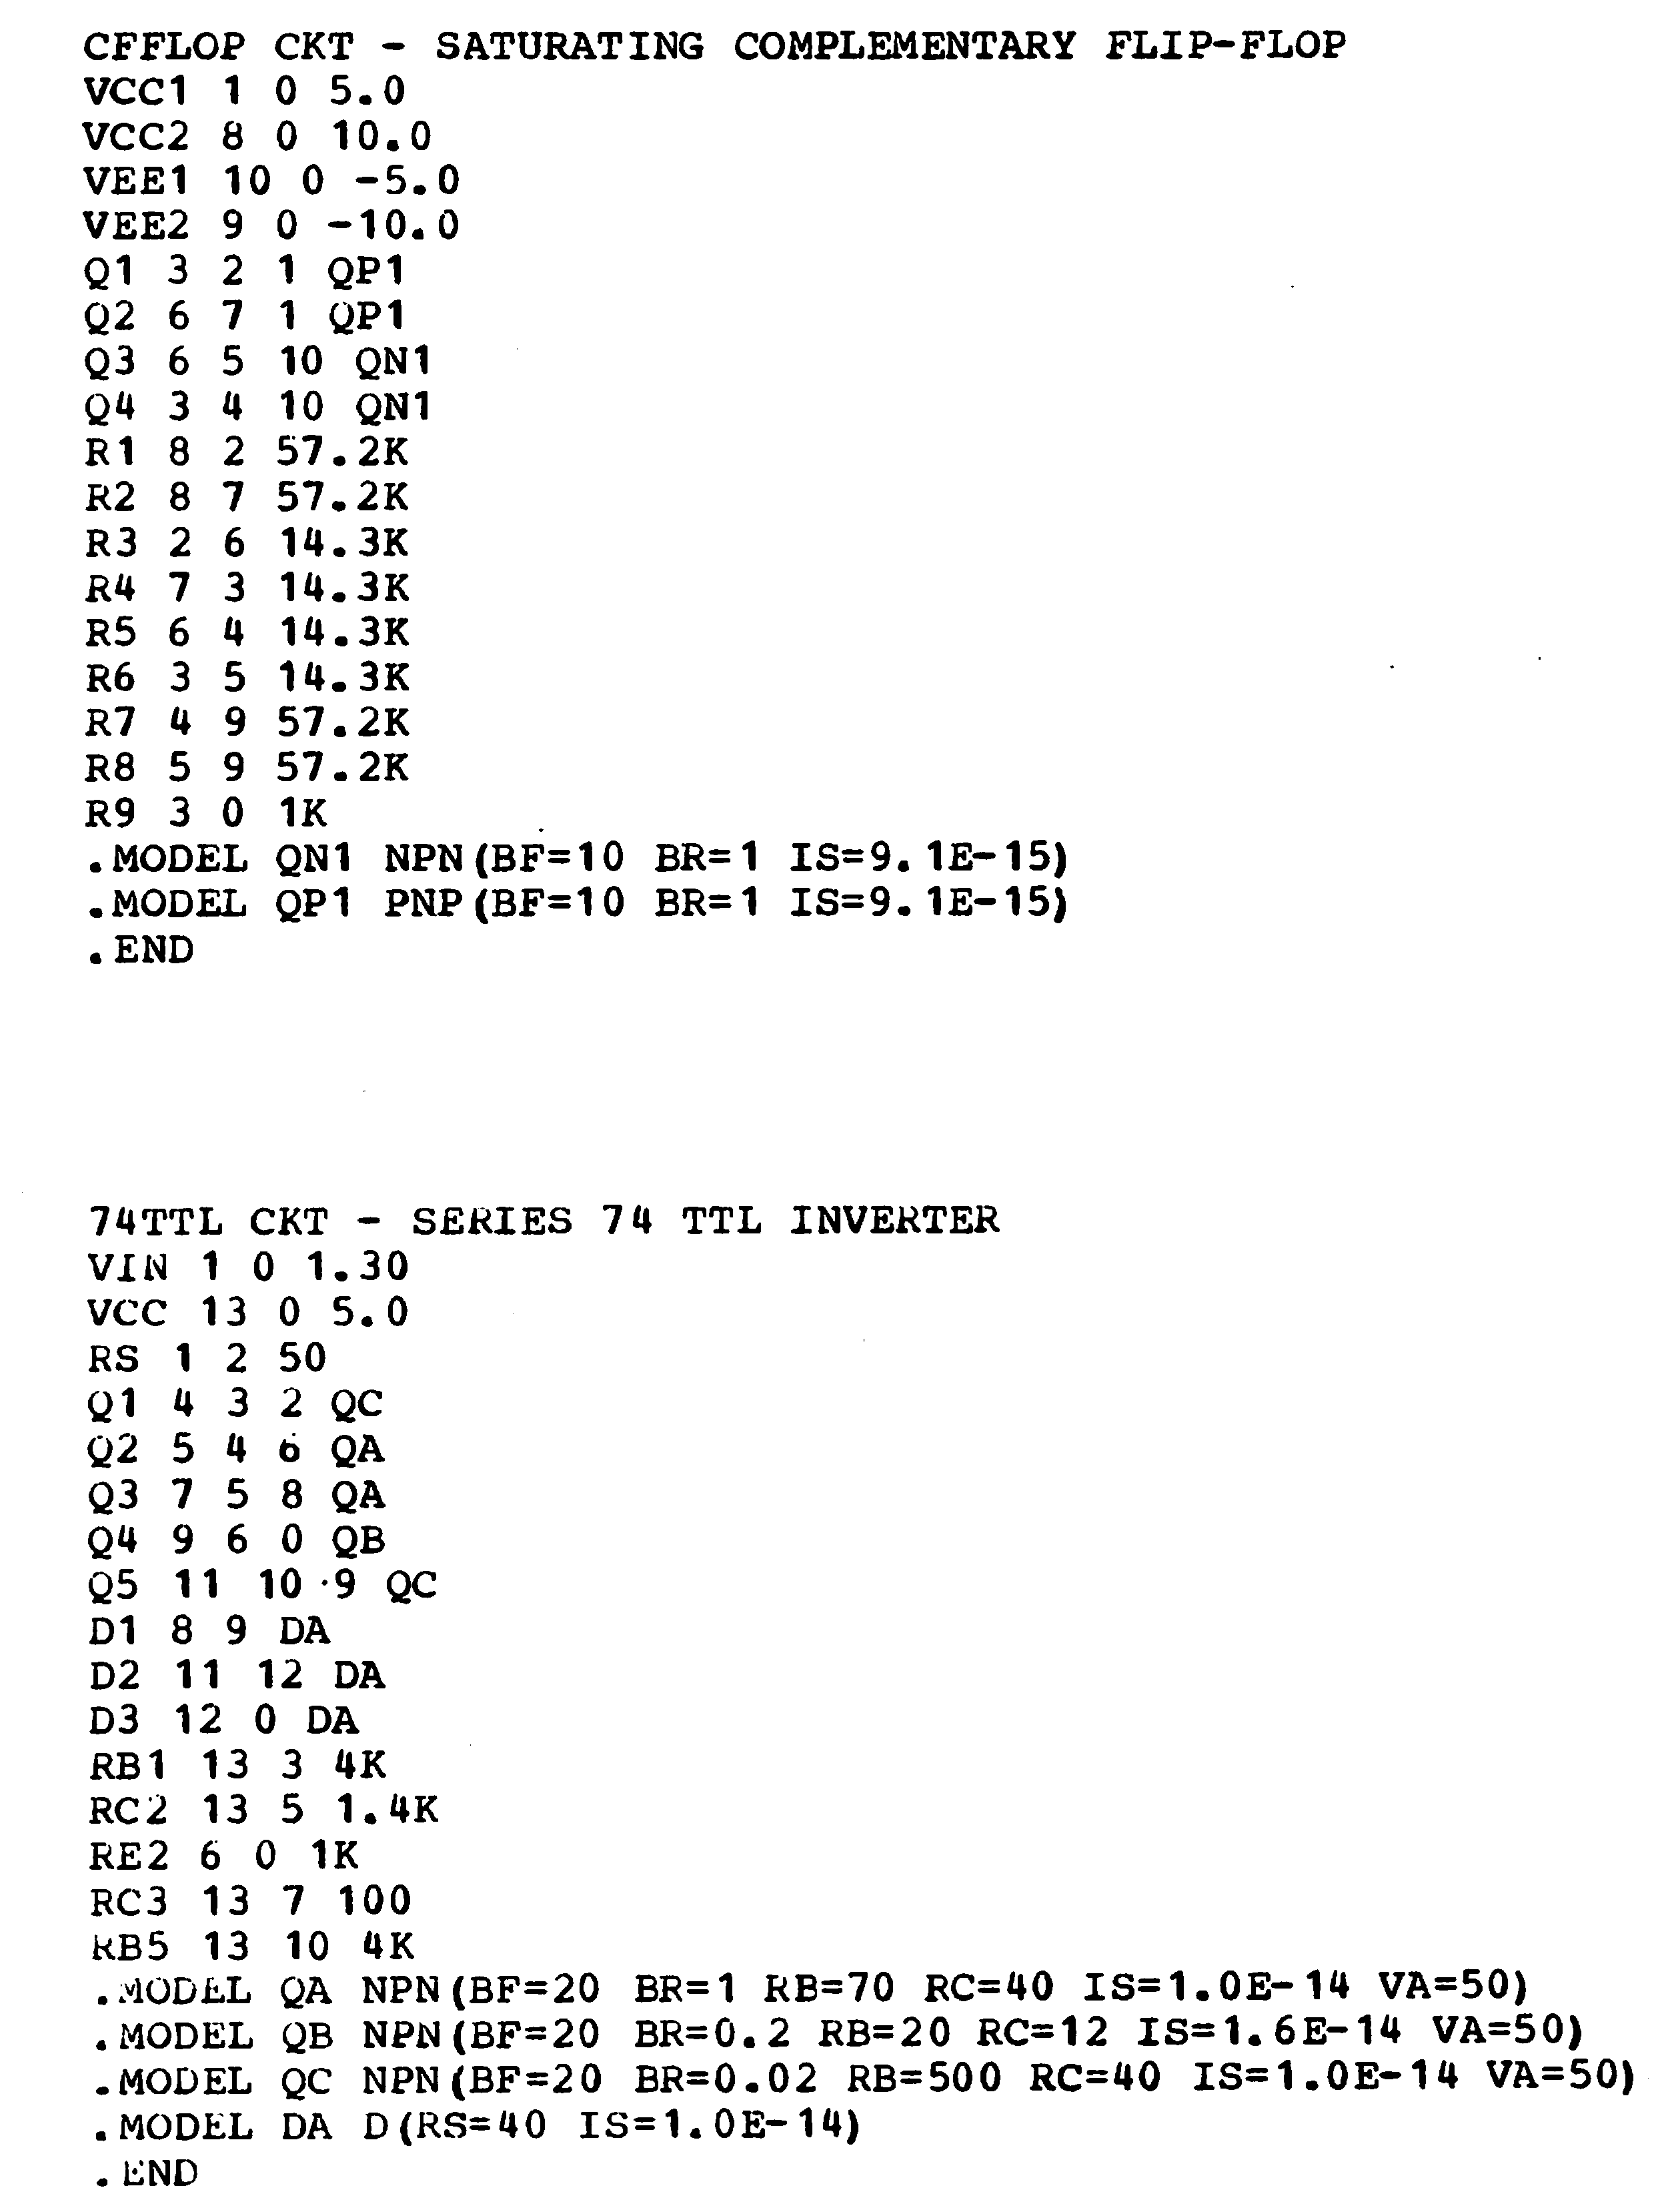 CFFLOP CKT - SATURATING COMPLEMENTARY FLIP-FLOP
VCC1 1 0 5.0
VCC2 8 0 10.0
VEE1 10 0 -5.0
VEE2 9 0 -10.0
Q1 3 2 1 QP1
Q2 6 7 1 QP1
Q3 6 5 10 QN1
Q4 3 4 10 QN1
R1 8 2 57.2K
R2 8 7 57.2K
R3 2 6 14.3K
R4 7 3 14.3K
R5 6 4 14.3K
R6 3 5 14.3K
R7 4 9 57.2K
R8 5 9 57.2K
R9 3 0 1K
.MODEL QN1 NPN(BF=10 BR=1 IS=9.1E-15)
.MODEL QP1 PNP(BF=10 BR=1 IS=9.1E-15)
.END
74TTL CKT - SERIES 74 TTL INVERTER
VIN 1 0 1.30
VCC 13 0 5.0
RS 1 2 50
Q1 4 3 2 QC
Q2 5 4 6 QA
Q3 7 5 8 QA
Q4 9 6 0 QB
Q5 11 10 9 QC
D1 8 9 DA
D2 11 12 DA
D3 12 0 DA
RB1 13 3 4K
RC2 13 5 1.4K
RE2 6 0 1K
RC3 13 7 100
RB5 13 10 4K
.MODEL QA NPN(BF=20 BR=1 RB=70 RC=40 IS=1.0E-14 VA=50)
.MODEL QB NPN(BF=20 BR=0.2 RB=20 RC=12 IS=1.6E-14 VA=50)
.MODEL QC NPN(BF=20 BR=0.02 RB=500 RC=40 IS=1.0E-14 VA=50)
.MODEL DA D(RS=40 IS=1.0E-14)
.END